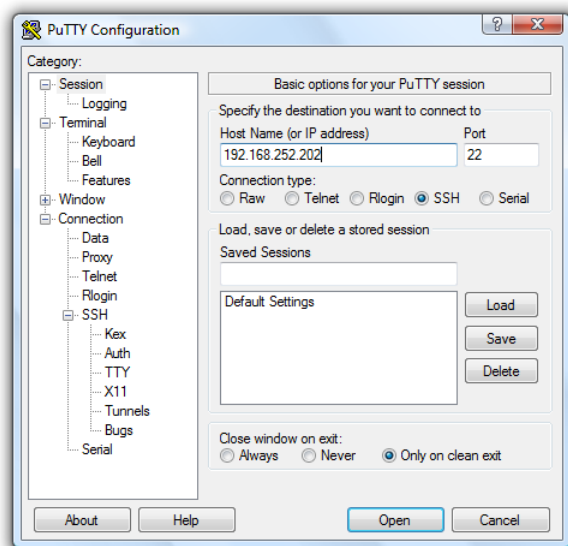 PuTTY Configuration
Category:
Session
Logging
Terminal
Keyboard
Bell
Features
Window
Connection
Data
Proxy
Telnet
Rlogin
SSH
Kex
Auth
TTY
X11
Tunnels
Bugs
Serial
Basic options for your PuTTY session
Specify the destination you want to connect to
Host Name (or IP address) Port
192.168.252.202 22
Connection type:
Raw Telnet Rlogin SSH Serial
Load, save or delete a stored session
Saved Sessions
Default Settings
Load
Save
Delete
Close window on exit:
Always Never Only on clean exit
About Help Open Cancel